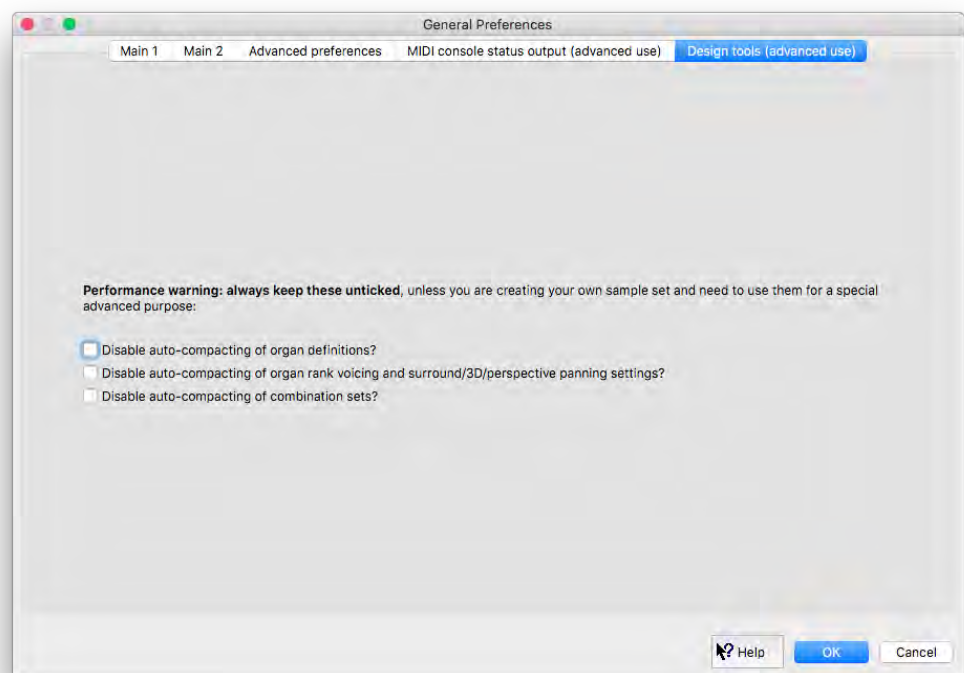 General Preferences
Main 1 Main 2 Advanced preferences MIDI console status output (advanced use) Design tools (advanced use)
Performance warning: always keep these unticked, unless you are creating your own sample set and need to use them for a special
advanced purpose:
Disable auto-compacting of organ definitions?
Disable auto-compacting of organ rank voicing and surround/3D/perspective panning settings?
Disable auto-compacting of combination sets?
? Help OK Cancel